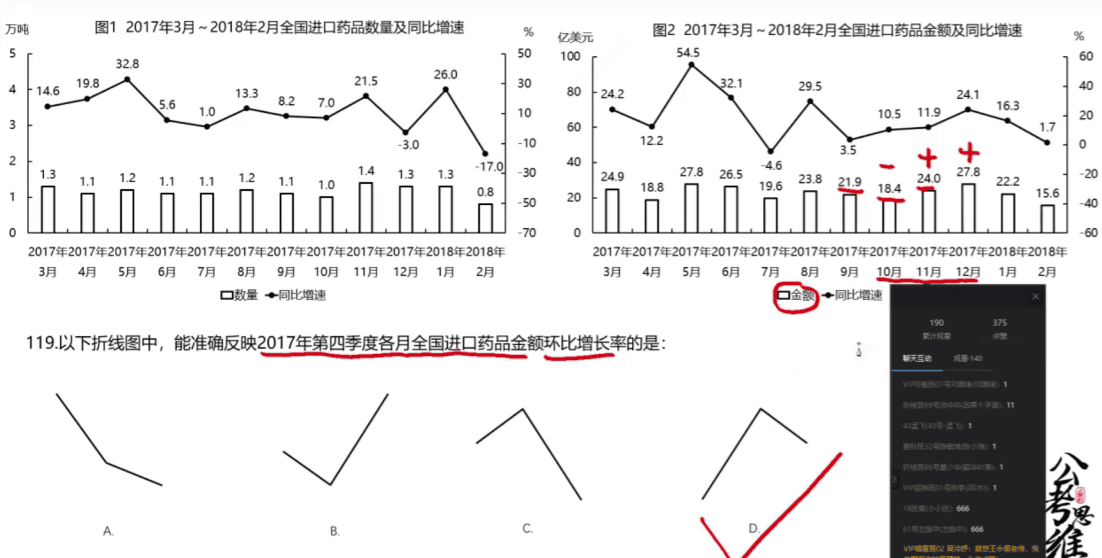 图1 2017年3月~2018年2月全国进口药品数量及同比增速
万吨 %
5 50
4 30
3 10
2 -10
1 -30
0 -50
-70
14.6 19.8 32.8 5.6 1.0 13.3 8.2 7.0 21.5 -3.0 26.0 -17.0
1.3 1.1 1.2 1.1 1.1 1.2 1.1 1.0 1.4 1.3 1.3 0.8
2017年 2017年 2017年 2017年 2017年 2017年 2017年 2017年 2017年 2017年 2018年 2018年
3月 4月 5月 6月 7月 8月 9月 10月 11月 12月 1月 2月
数量 同比增速
图2 2017年3月~2018年2月全国进口药品金额及同比增速
亿美元 %
100 60
80 40
60 20
40 0
20 -20
0 -40
-60
24.2 12.2 54.5 32.1 -4.6 29.5 3.5 10.5 11.9 24.1 16.3 1.7
- + +
24.9 18.8 27.8 26.5 19.6 23.8 21.9 18.4 24.0 27.8 22.2 15.6
2017年 2017年 2017年 2017年 2017年 2017年 2017年 2017年 2017年 2017年 2018年 2018年
3月 4月 5月 6月 7月 8月 9月 10月 11月 12月 1月 2月
金额 同比增速
119.以下折线图中，能准确反映2017年第四季度各月全国进口药品金额环比增长率的是：
A. B. C. D.
190 375
累计观看 点赞
聊天互动 观看·140
1
11
1
1
1
1
666
666
公考思维